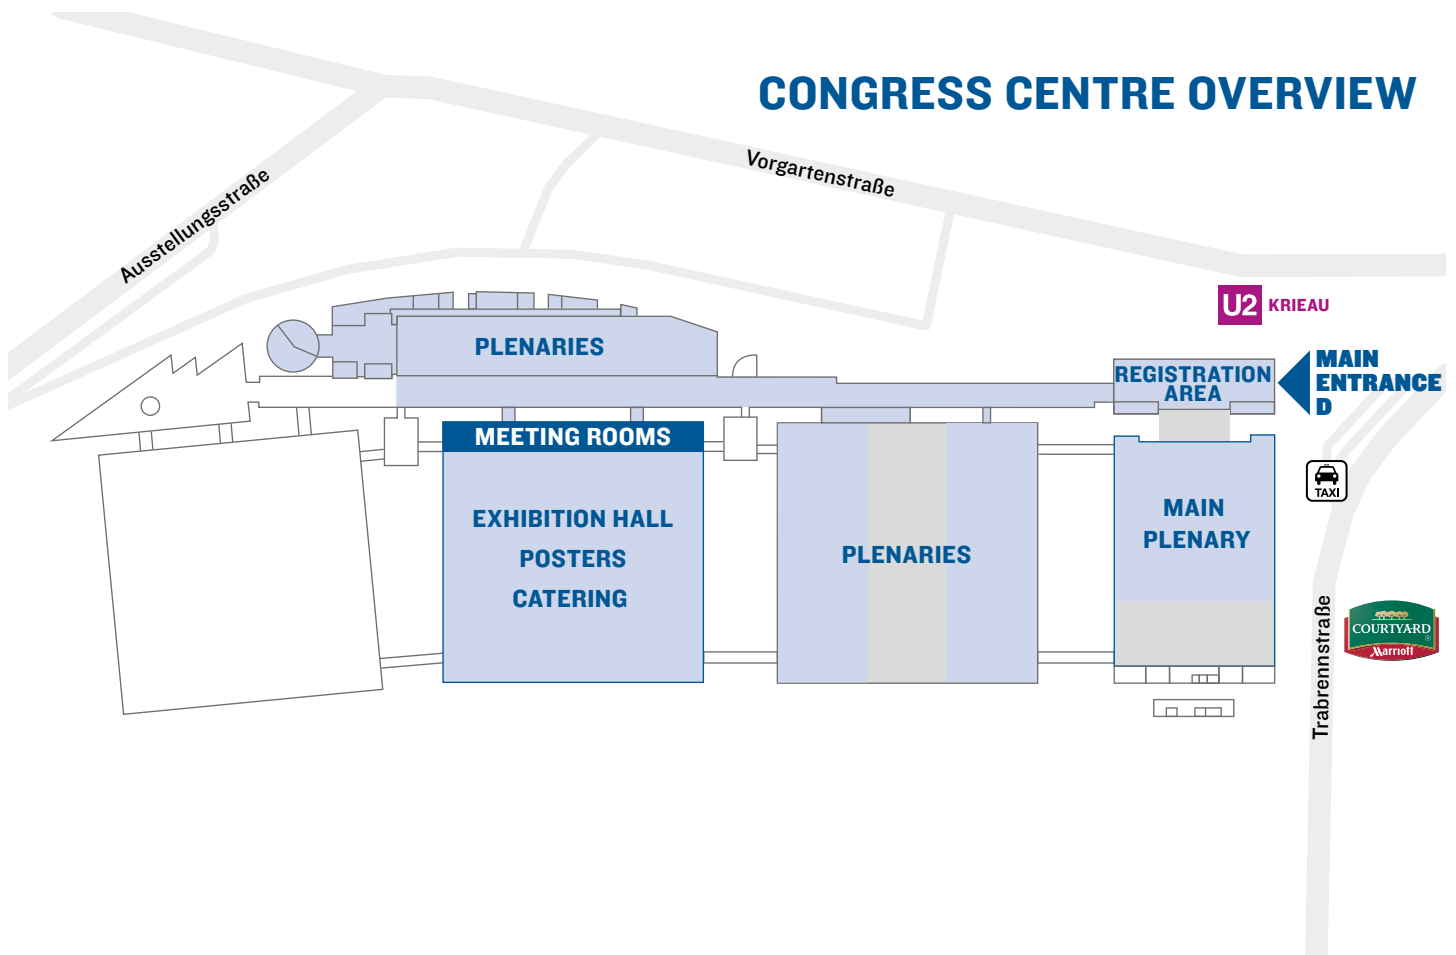 CONGRESS CENTRE OVERVIEW
Vorgartenstraße
Ausstellungsstraße
U2 KRIEAU
PLENARIES
REGISTRATION
AREA
MAIN
ENTRANCE
D
MEETING ROOMS
TAXI
EXHIBITION HALL
POSTERS
CATERING
PLENARIES
MAIN
PLENARY
Trabrennstraße
COURTYARD®
Marriott